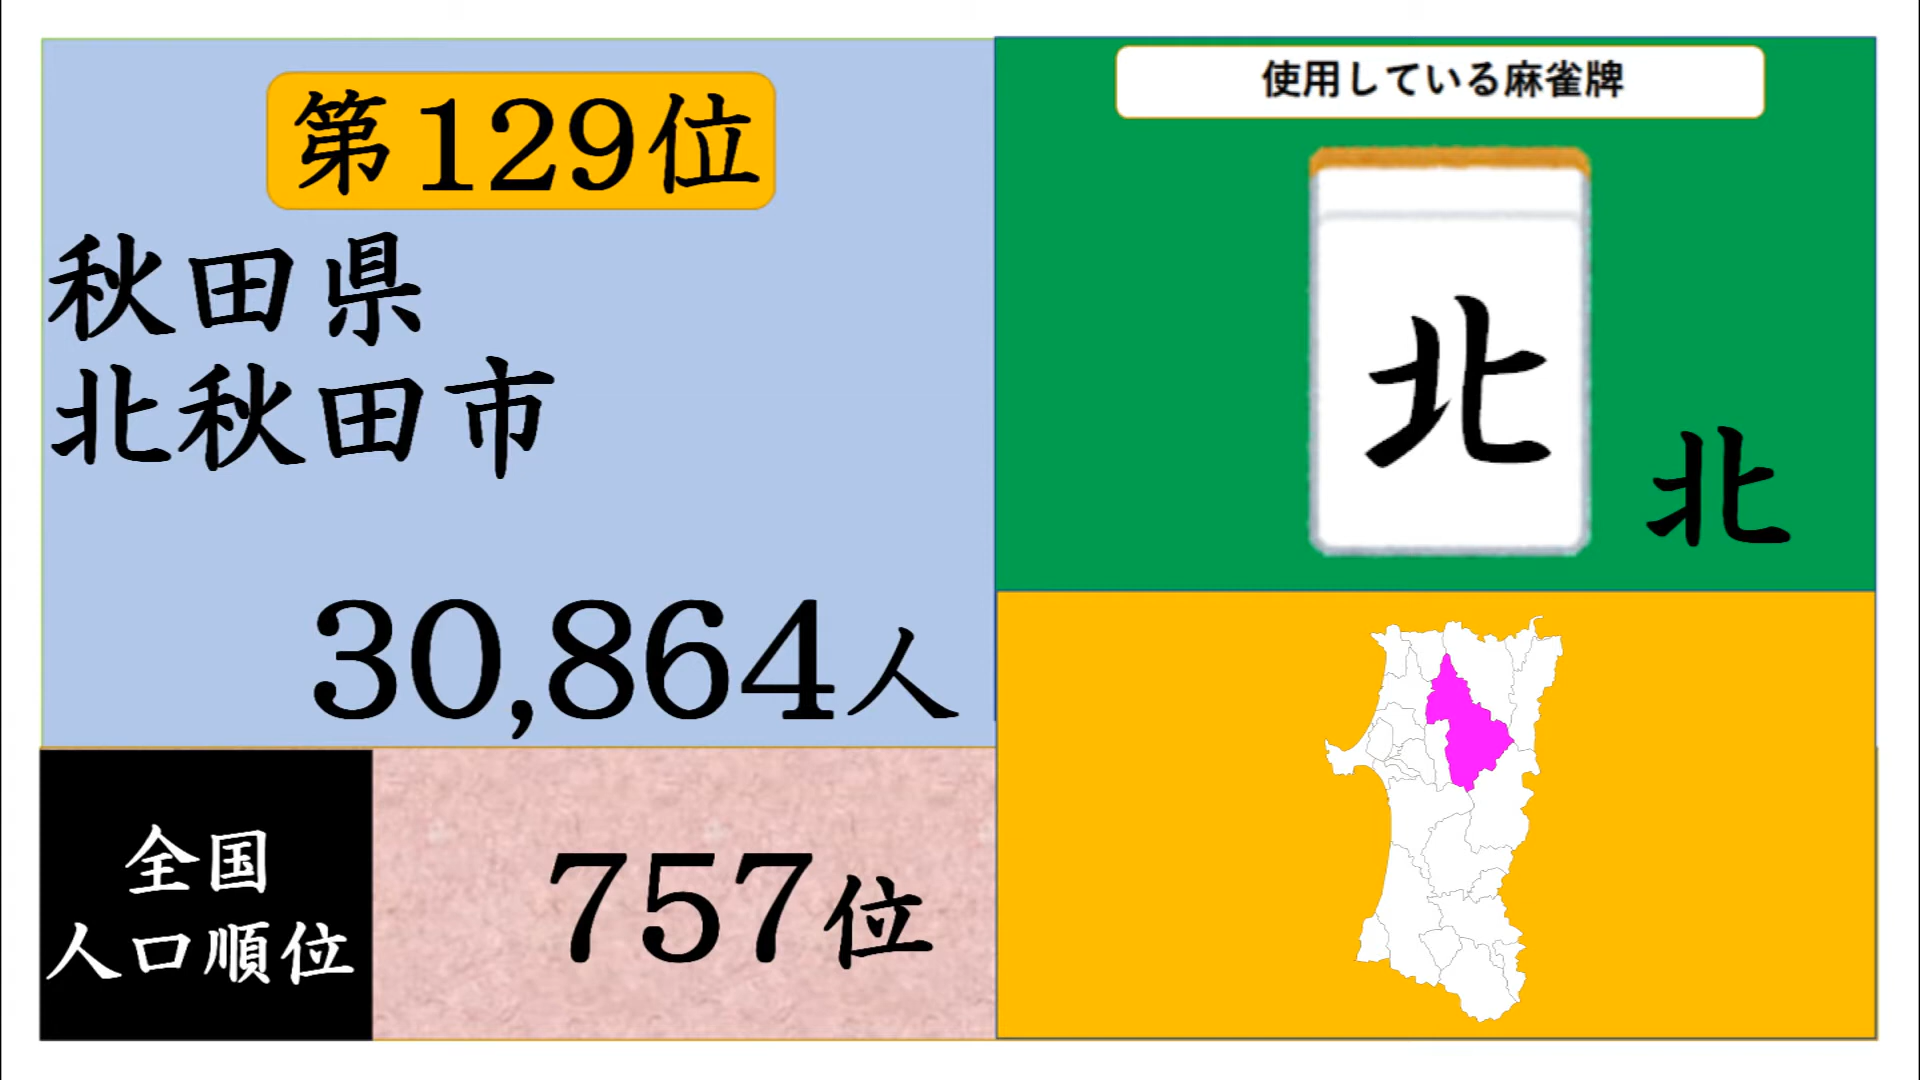 第129位
秋田県
北秋田市
30,864人
全国
人口順位
757位
使用している麻雀牌
北
北